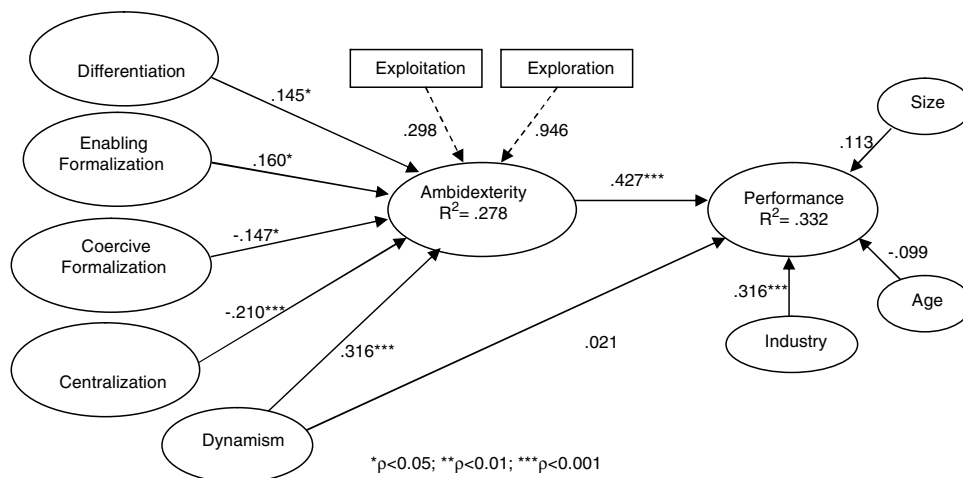 Differentiation
Exploitation
Exploration
Size
.145*
.298
.946
.113
Enabling
Formalization
.160*
Ambidexterity
R²= .278
.427***
Performance
R²= .332
Coercive
Formalization
-.147*
-.099
Age
-.210***
.316***
Industry
.316***
.021
Centralization
Dynamism
*ρ<0.05; **ρ<0.01; ***ρ<0.001